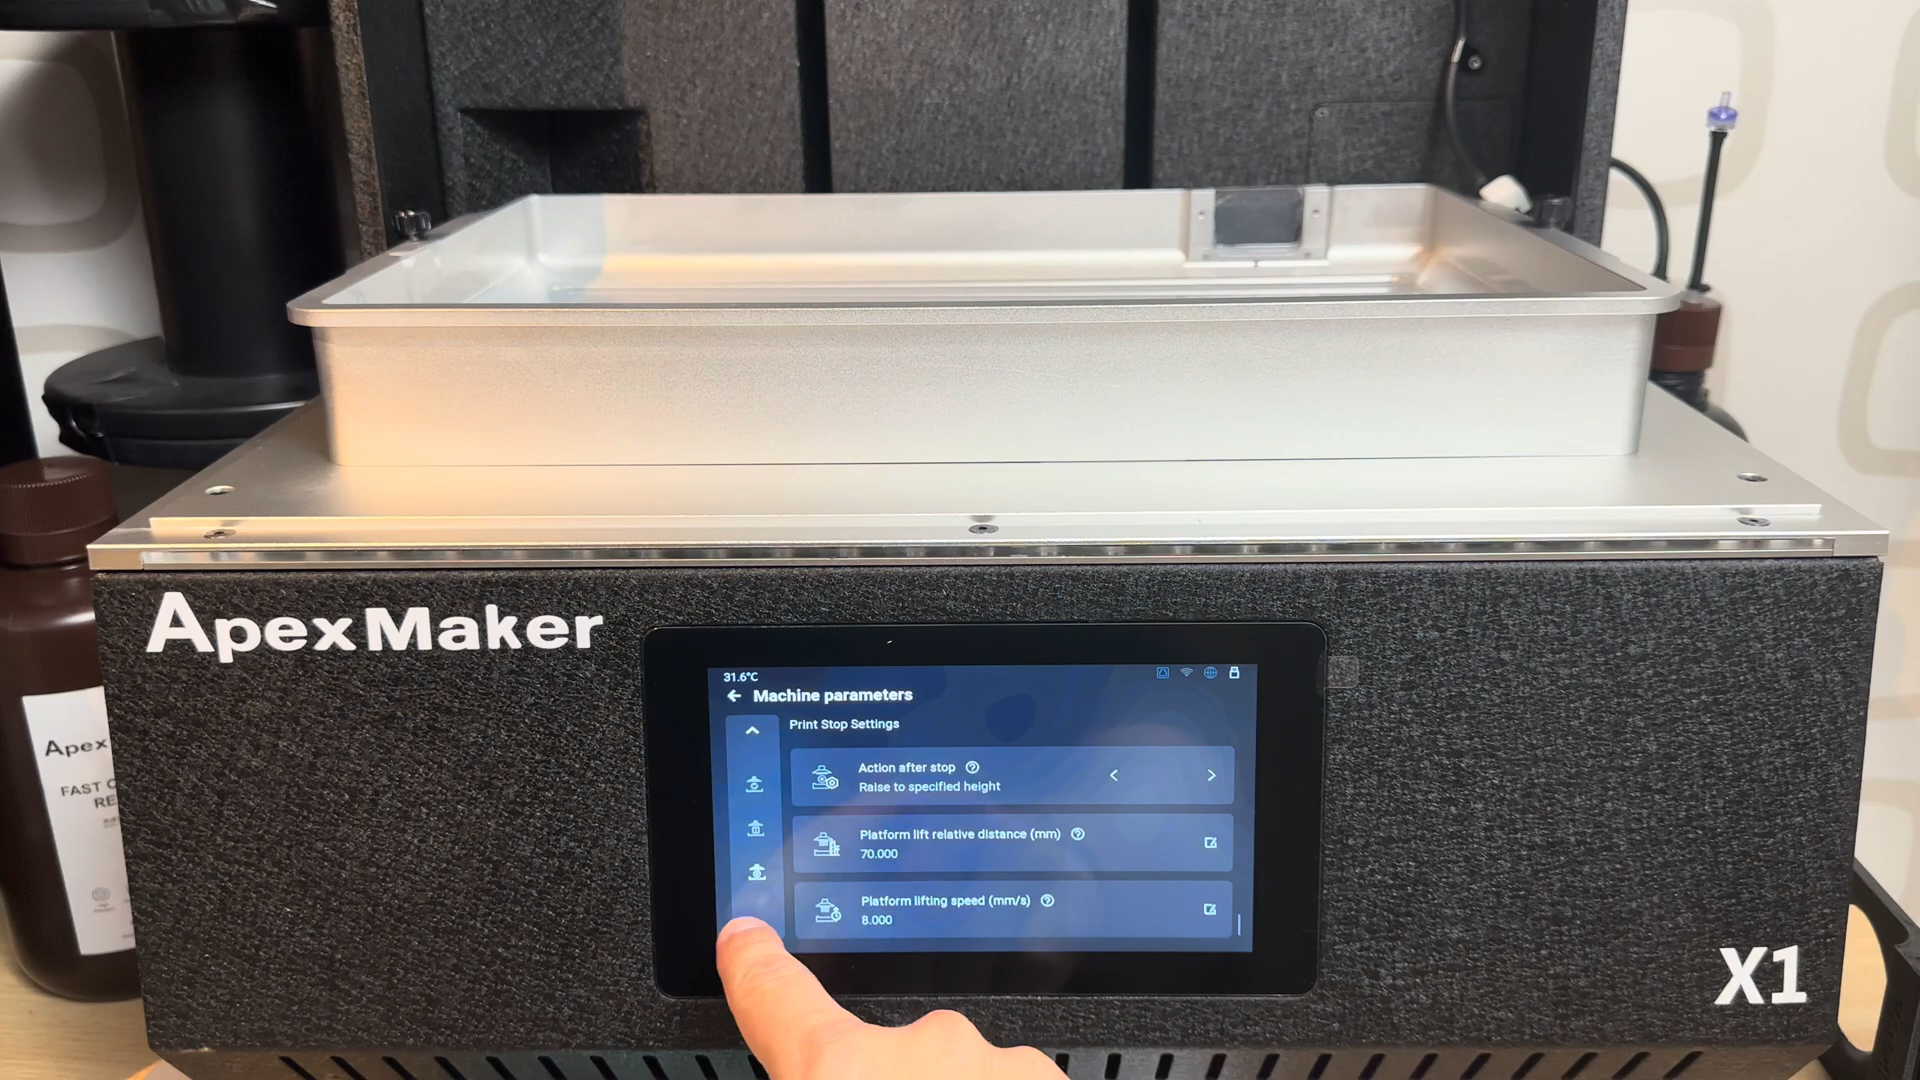 ApexMaker
31.6°C
Machine parameters
Print Stop Settings
Action after stop
Raise to specified height
Platform lift relative distance (mm)
70.000
Platform lifting speed (mm/s)
8.000
X1
Apex
FAST
RE